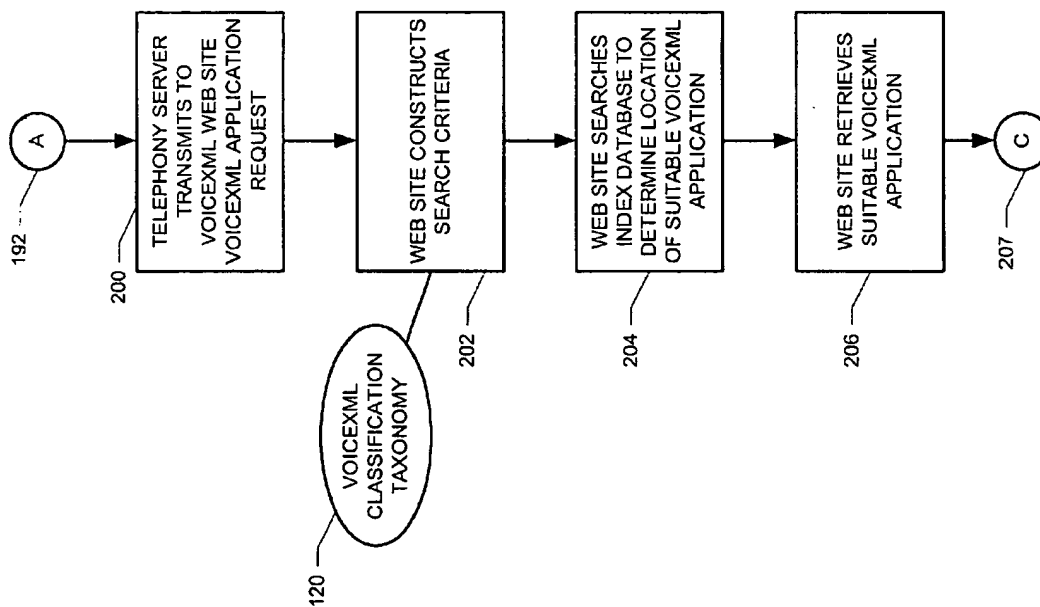 A
192
TELEPHONY SERVER
TRANSMITS TO
VOICEXML WEB SITE
VOICEXML APPLICATION
REQUEST
200
WEB SITE CONSTRUCTS
SEARCH CRITERIA
202
VOICEXML
CLASSIFICATION
TAXONOMY
120
WEB SITE SEARCHES
INDEX DATABASE TO
DETERMINE LOCATION
OF SUITABLE VOICEXML
APPLICATION
204
WEB SITE RETRIEVES
SUITABLE VOICEXML
APPLICATION
206
C
207